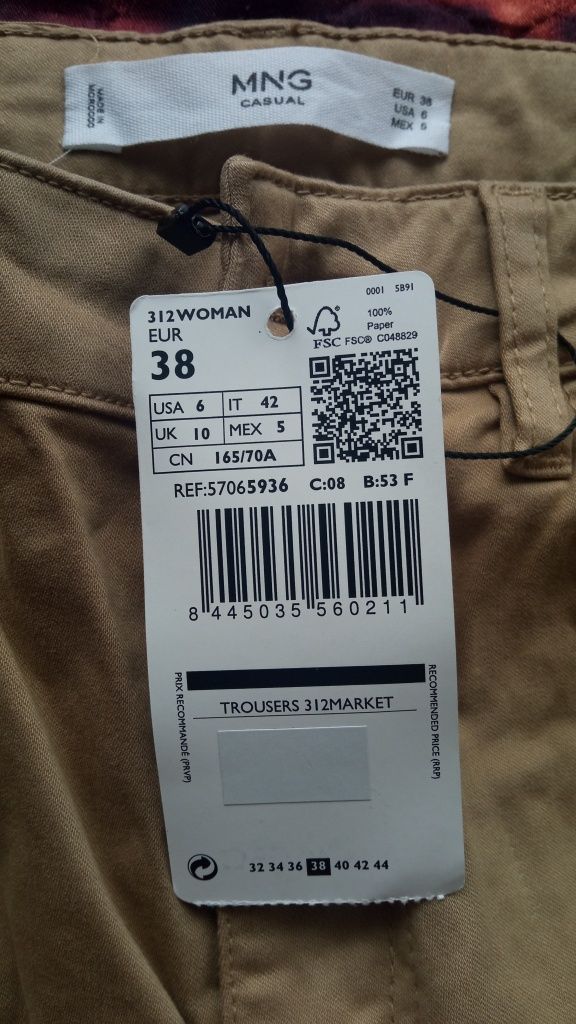 MNG
CASUAL
MADE IN
MOROCCO
EUR 38
USA 6
MEX 5
0001 5B91
312WOMAN
EUR
38
100%
Paper
FSC FSC® C048829
USA 6 IT 42
UK 10 MEX 5
CN 165/70A
REF:57065936 C:08 B:53 F
8 445035 560211
PRIX RECOMMANDÉ (PRVP)
RECOMMENDED PRICE (RRP)
TROUSERS 312MARKET
32 34 36 38 40 42 44